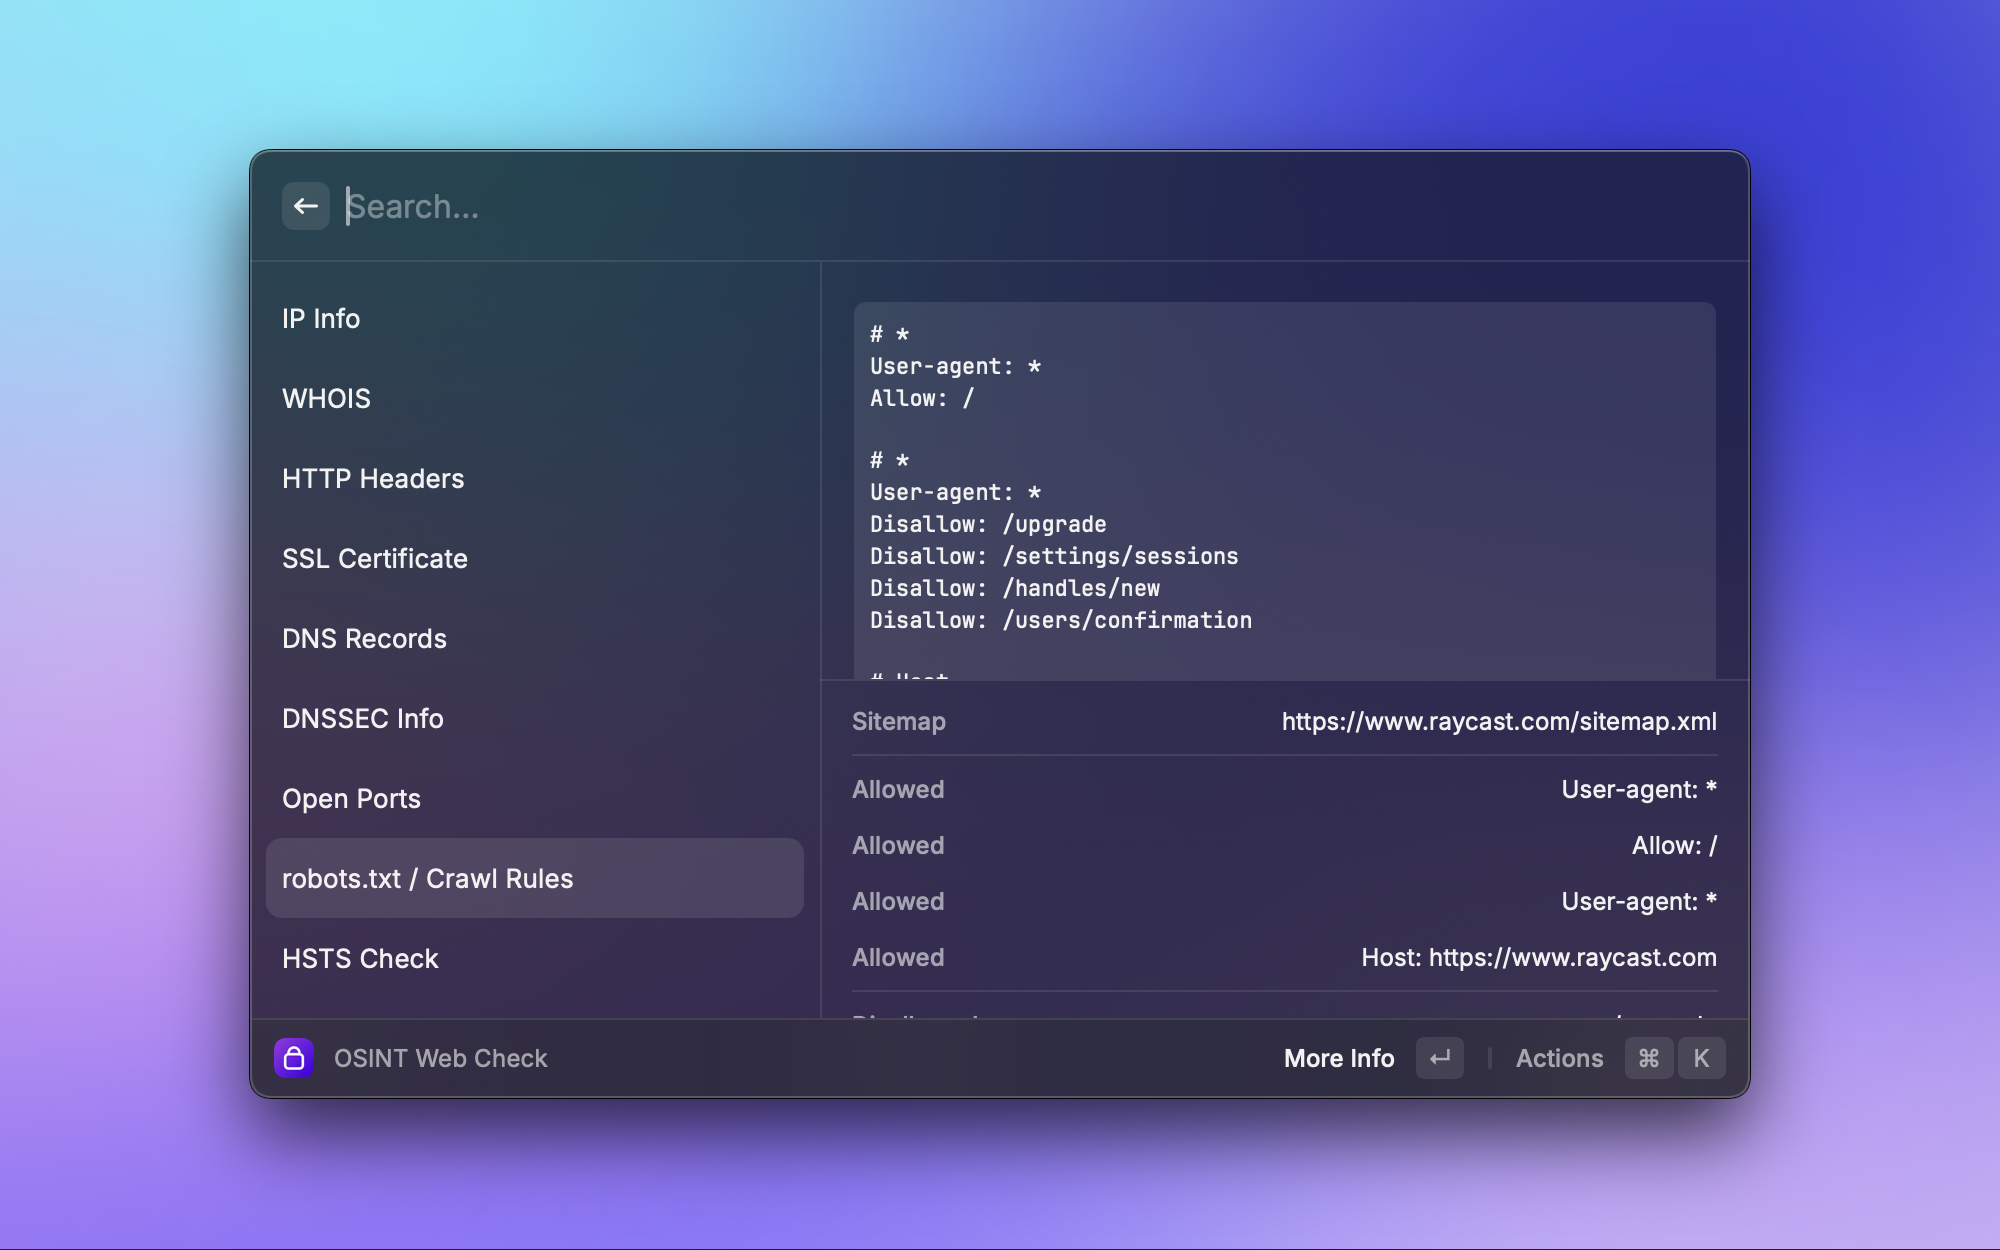 Search...
IP Info
WHOIS
HTTP Headers
SSL Certificate
DNS Records
DNSSEC Info
Open Ports
robots.txt / Crawl Rules
HSTS Check
# *
User-agent: *
Allow: /
# *
User-agent: *
Disallow: /upgrade
Disallow: /settings/sessions
Disallow: /handles/new
Disallow: /users/confirmation
# Host
Sitemap https://www.raycast.com/sitemap.xml
Allowed User-agent: *
Allowed Allow: /
Allowed User-agent: *
Allowed Host: https://www.raycast.com
OSINT Web Check
More Info ↵ | Actions ⌘ K